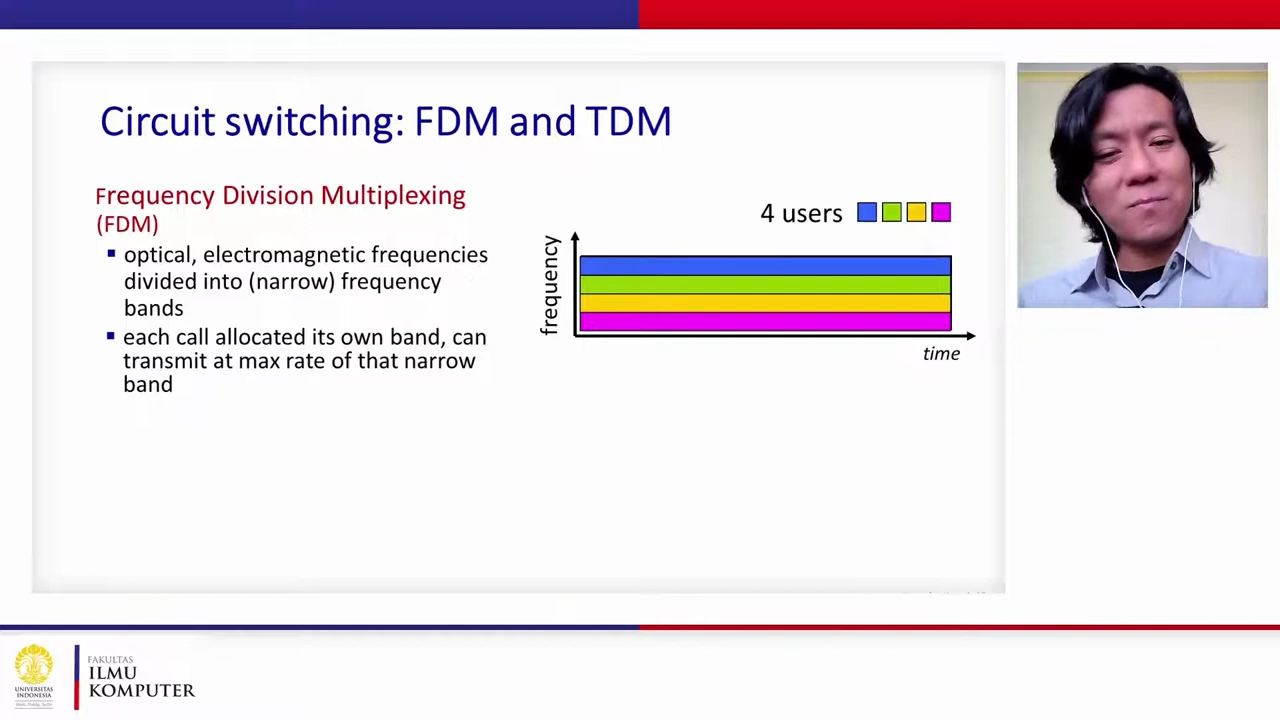 Circuit switching: FDM and TDM
Frequency Division Multiplexing
(FDM)
optical, electromagnetic frequencies
divided into (narrow) frequency
bands
each call allocated its own band, can
transmit at max rate of that narrow
band
4 users
frequency
time
UNIVERSITAS
INDONESIA
FAKULTAS
ILMU
KOMPUTER